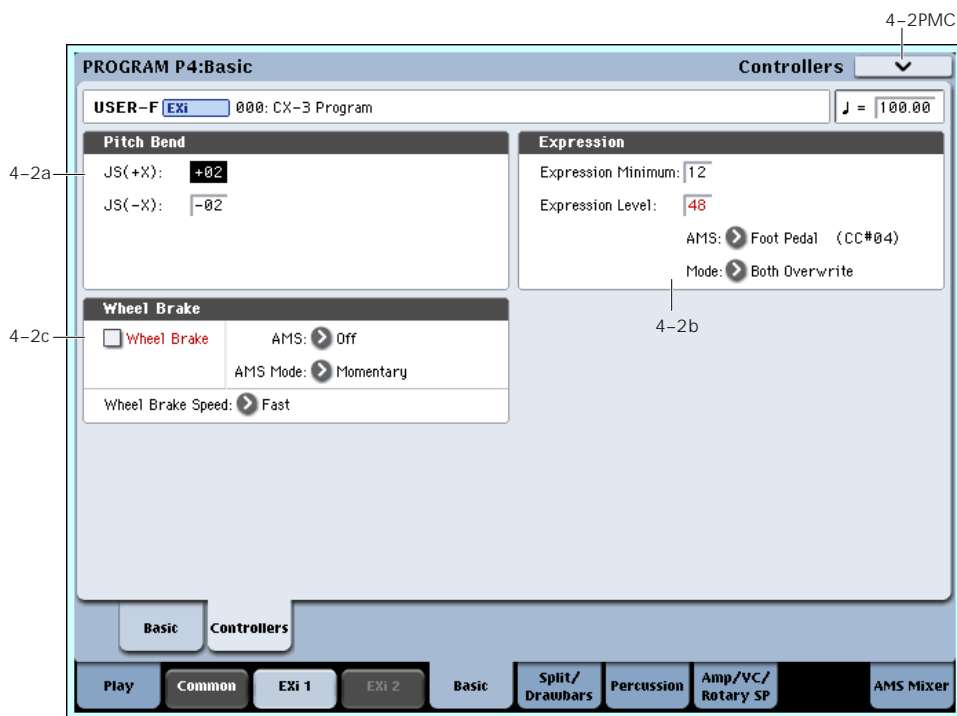 4-2PMC
PROGRAM P4:Basic
Controllers
USER-F EXi 000: CX-3 Program
♩ = 100.00
Pitch Bend
4-2a
JS(+X): +02
JS(-X): -02
Expression
Expression Minimum: 12
Expression Level: 48
AMS: Foot Pedal (CC#04)
Mode: Both Overwrite
4-2b
Wheel Brake
4-2c
Wheel Brake
AMS: Off
AMS Mode: Momentary
Wheel Brake Speed: Fast
Basic
Controllers
Play
Common
EXi 1
EXi 2
Basic
Split/
Drawbars
Percussion
Amp/VC/
Rotary SP
AMS Mixer